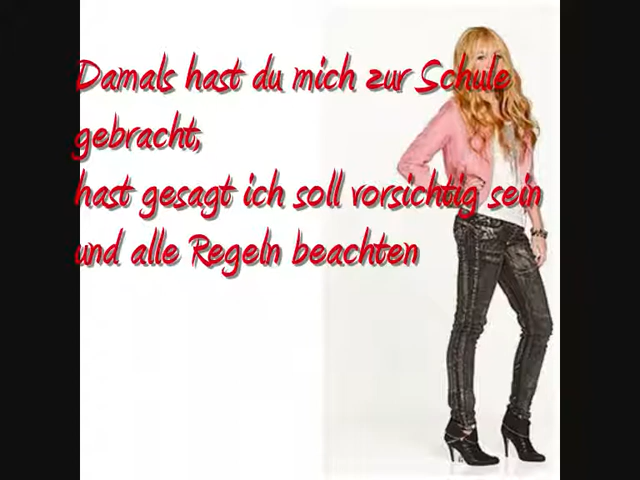 Damals hast du mich zur Schule
gebracht,
hast gesagt ich soll vorsichtig sein
und alle Regeln beachten